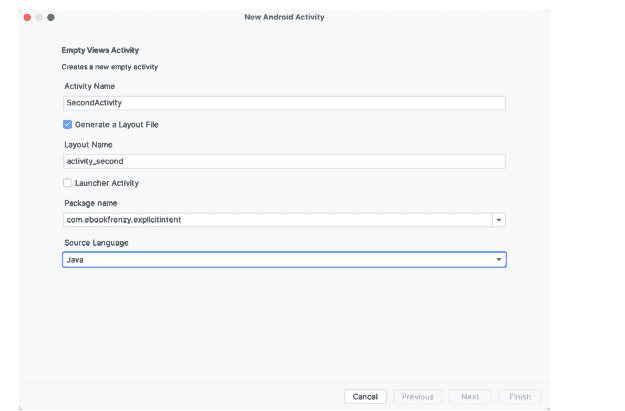 New Android Activity
Empty Views Activity
Creates a new empty activity
Activity Name
SecondActivity
Generate a Layout File
Layout Name
activity_second
Launcher Activity
Package name
com.ebookfrenzy.explicitintent
Source Language
Java
Cancel Previous Next Finish